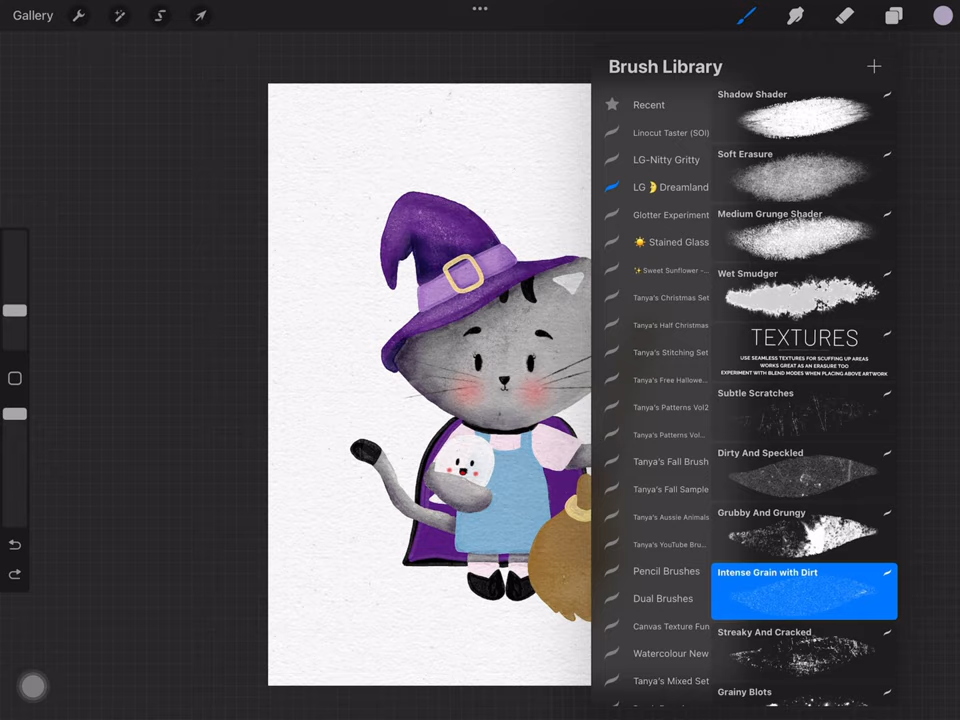 Gallery
Brush Library
Recent
Linocut Taster (SOI)
LG-Nitty Gritty
LG 🌛 Dreamland
Glotter Experiment
☀️ Stained Glass
✨ Sweet Sunflower -...
Tanya's Christmas Set
Tanya's Half Christmas
Tanya's Stitching Set
Tanya's Free Hallowe...
Tanya's Patterns Vol2
Tanya's Patterns Vol...
Tanya's Fall Brush
Tanya's Fall Sample
Tanya's Aussie Animals
Tanya's YouTube Bru...
Pencil Brushes
Dual Brushes
Canvas Texture Fun
Watercolour New
Tanya's Mixed Set
Shadow Shader
Soft Erasure
Medium Grunge Shader
Wet Smudger
TEXTURES
USE SEAMLESS TEXTURES FOR SCUFFING UP AREAS
WORKS GREAT AS AN ERASURE TOO
EXPERIMENT WITH BLEND MODES WHEN PLACING ABOVE ARTWORK
Subtle Scratches
Dirty And Speckled
Grubby And Grungy
Intense Grain with Dirt
Streaky And Cracked
Grainy Blots